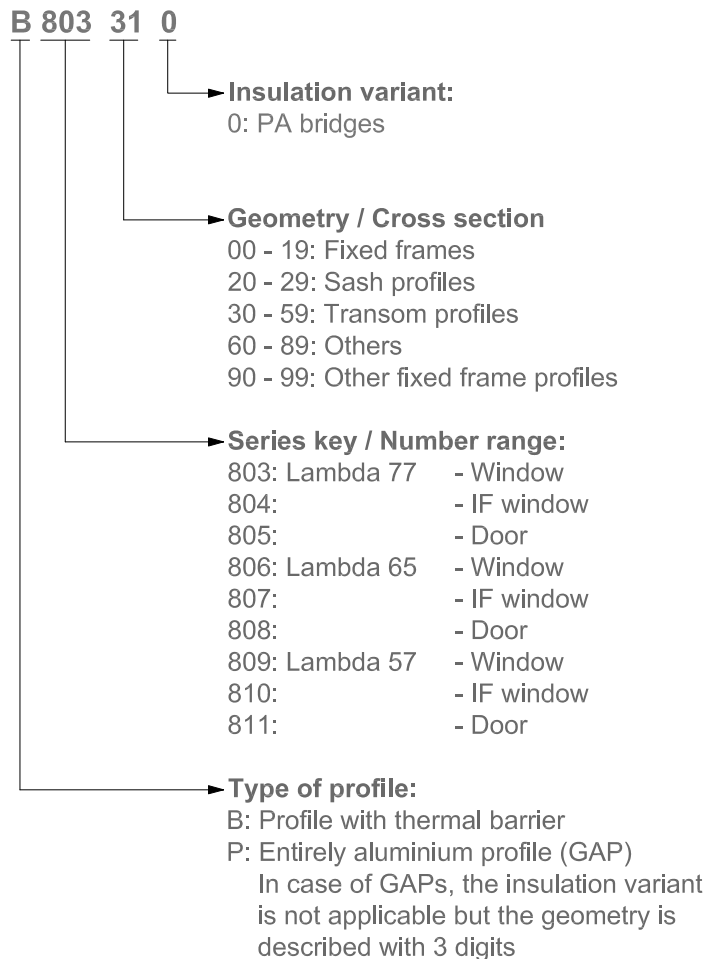 B 803 31 0
Insulation variant:
0: PA bridges
Geometry / Cross section
00 - 19: Fixed frames
20 - 29: Sash profiles
30 - 59: Transom profiles
60 - 89: Others
90 - 99: Other fixed frame profiles
Series key / Number range:
803: Lambda 77 - Window
804: - IF window
805: - Door
806: Lambda 65 - Window
807: - IF window
808: - Door
809: Lambda 57 - Window
810: - IF window
811: - Door
Type of profile:
B: Profile with thermal barrier
P: Entirely aluminium profile (GAP)
In case of GAPs, the insulation variant
is not applicable but the geometry is
described with 3 digits